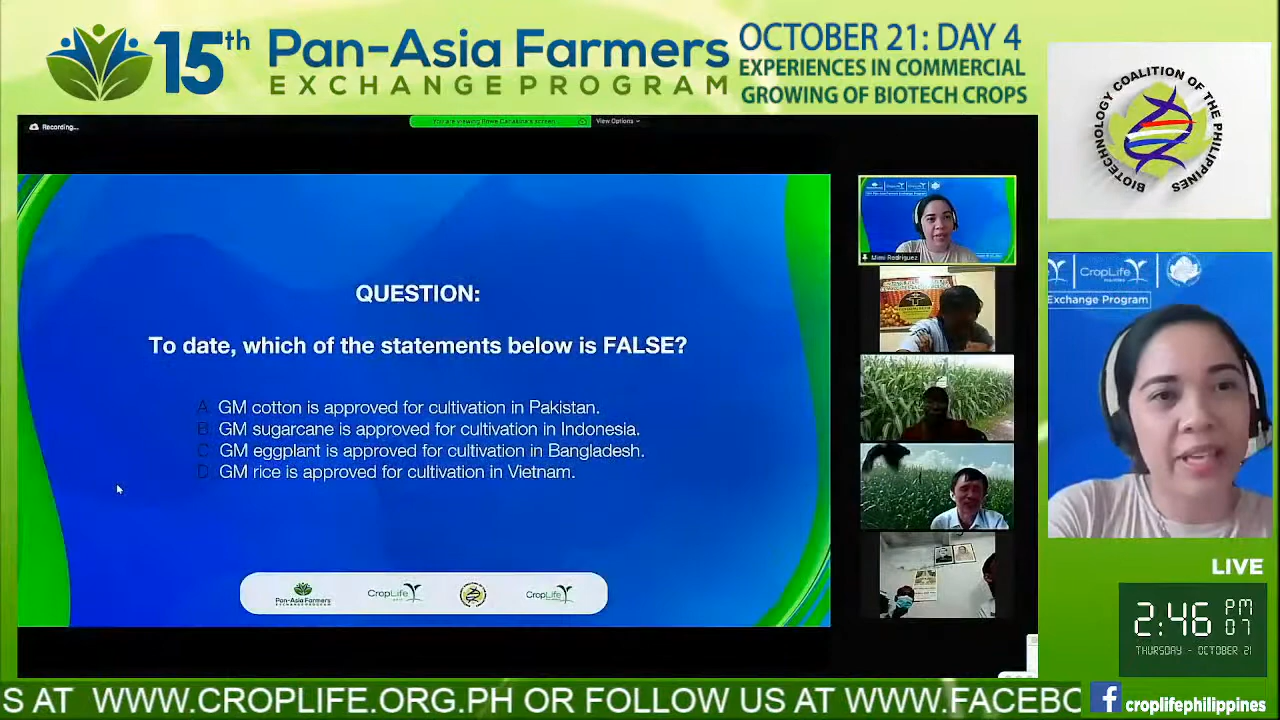 15th
Pan-Asia Farmers
EXCHANGE PROGRAM
OCTOBER 21: DAY 4
EXPERIENCES IN COMMERCIAL
GROWING OF BIOTECH CROPS
BIOTECHNOLOGY COALITION OF THE PHILIPPINES
Recording...
View Options
QUESTION:
To date, which of the statements below is FALSE?
A. GM cotton is approved for cultivation in Pakistan.
B. GM sugarcane is approved for cultivation in Indonesia.
C. GM eggplant is approved for cultivation in Bangladesh.
D. GM rice is approved for cultivation in Vietnam.
Pan-Asia Farmers
EXCHANGE PROGRAM
CropLife
CropLife
Mimi Rodriguez
CropLife
Exchange Program
LIVE
2:46 PM 07
THURSDAY - OCTOBER 21
S AT WWW.CROPLIFE.ORG.PH OR FOLLOW US AT WWW.FACEBO
croplifephilippines